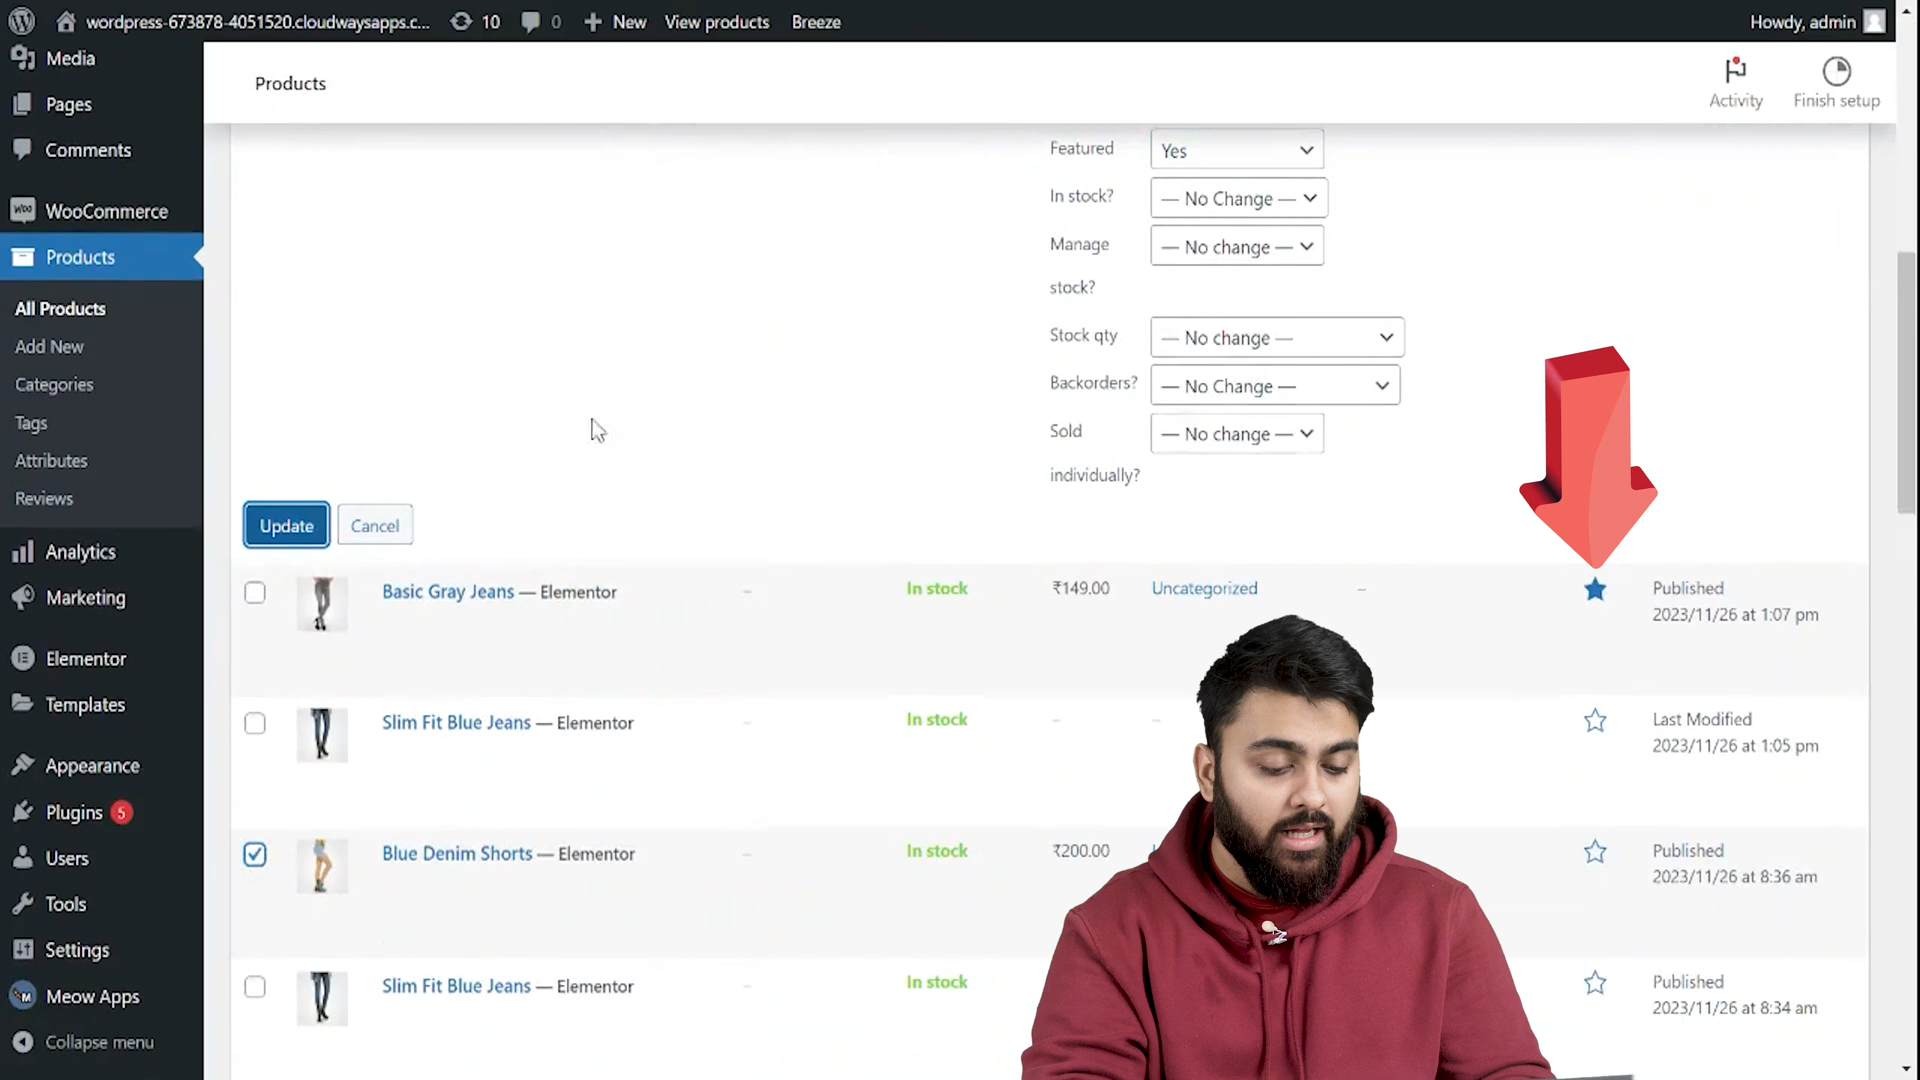 wordpress-673878-4051520.cloudwaysapps.c... 10 0 New View products Breeze Howdy, admin
Media
Pages
Comments
WooCommerce
Products
All Products
Add New
Categories
Tags
Attributes
Reviews
Analytics
Marketing
Elementor
Templates
Appearance
Plugins 5
Users
Tools
Settings
Meow Apps
Collapse menu
Products
Activity
Finish setup
Featured Yes
In stock? — No Change —
Manage stock? — No change —
Stock qty — No change —
Backorders? — No Change —
Sold individually? — No change —
Update Cancel
Basic Gray Jeans — Elementor – In stock ₹149.00 Uncategorized – Published
2023/11/26 at 1:07 pm
Slim Fit Blue Jeans — Elementor – In stock – – Last Modified
2023/11/26 at 1:05 pm
Blue Denim Shorts — Elementor – In stock ₹200.00 Published
2023/11/26 at 8:36 am
Slim Fit Blue Jeans — Elementor – In stock Published
2023/11/26 at 8:34 am